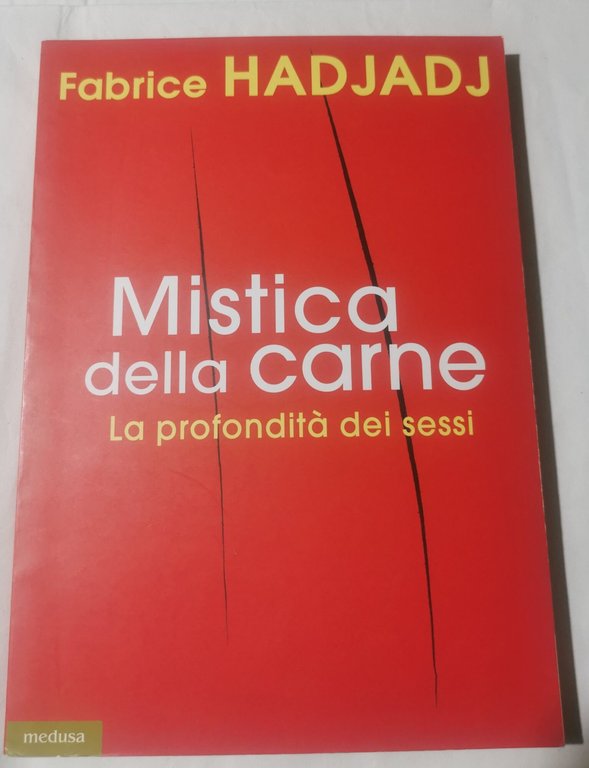 Fabrice HADJADJ
Mistica
della carne
La profondità dei sessi
medusa